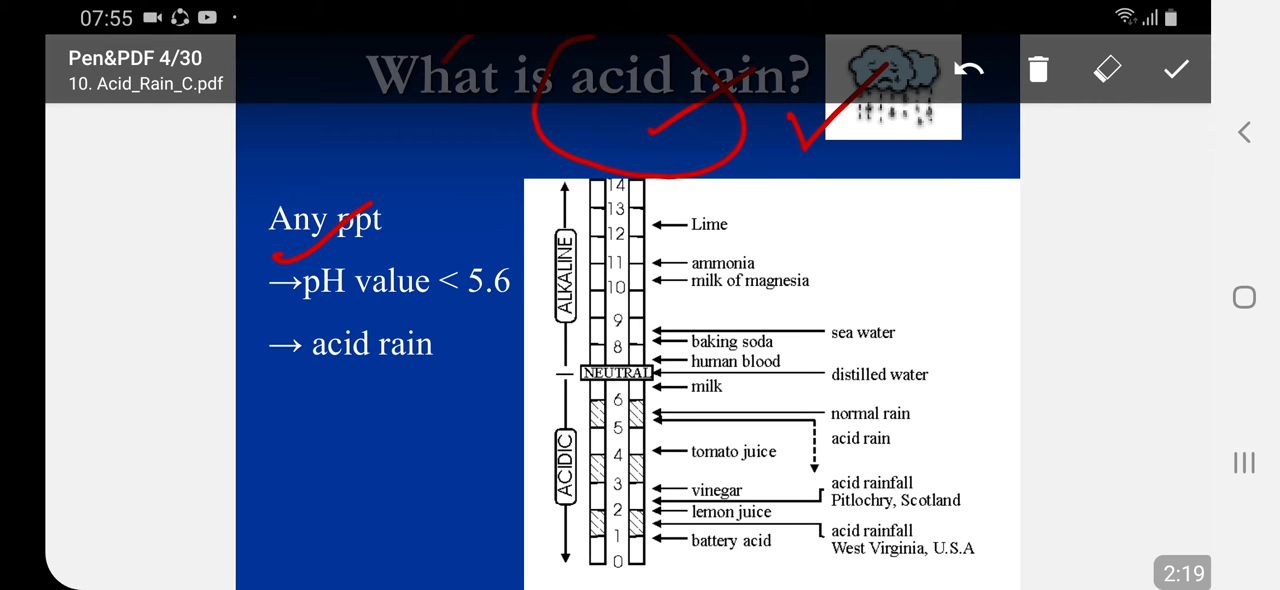 07:55
Pen&PDF 4/30
10. Acid_Rain_C.pdf
What is acid rain?
Any ppt
→pH value < 5.6
→ acid rain
ALKALINE
NEUTRAL
ACIDIC
14
13
12
11
10
9
8
6
5
4
3
2
1
0
Lime
ammonia
milk of magnesia
sea water
baking soda
human blood
distilled water
milk
normal rain
acid rain
tomato juice
acid rainfall
Pitlochry, Scotland
vinegar
lemon juice
acid rainfall
West Virginia, U.S.A
battery acid
2:19